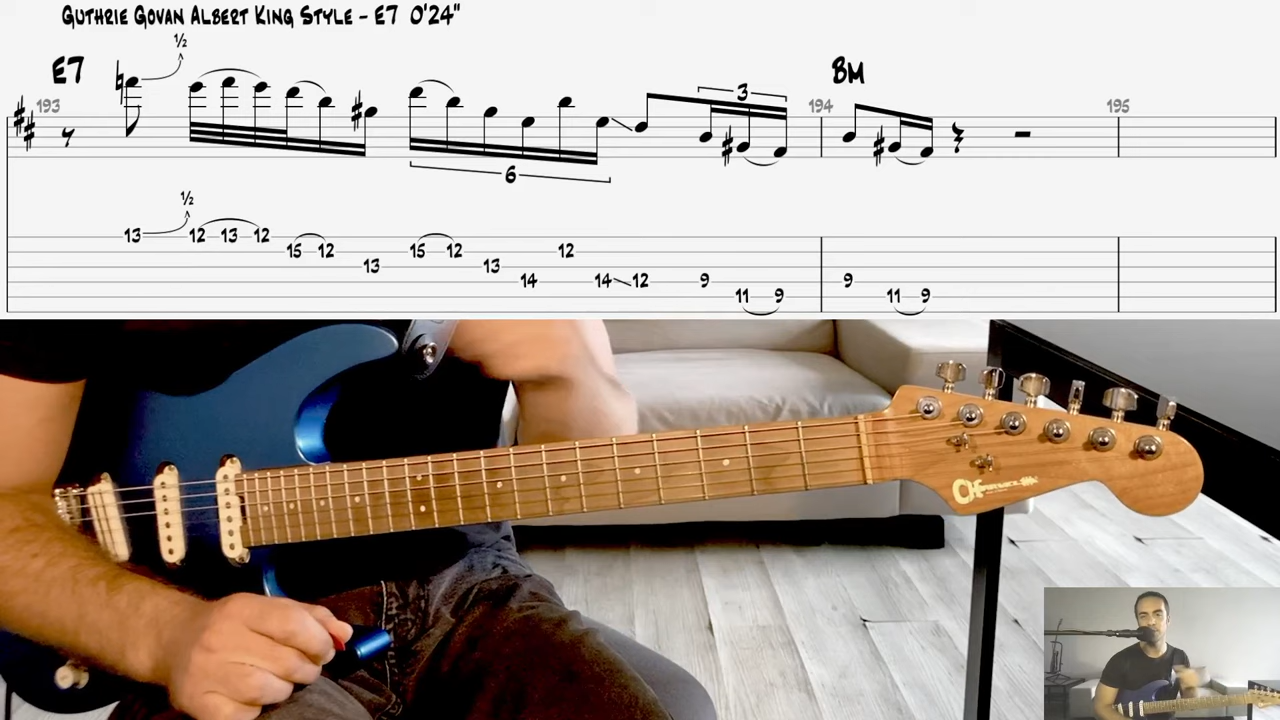 GUTHRIE GOVAN ALBERT KING STYLE - E7 0'24"
½
E7 BM
193 3 194 195
6
½
13 12 13 12 12
15 12 15 12 12
13 13
14 14 12 9 9
11 9 11 9